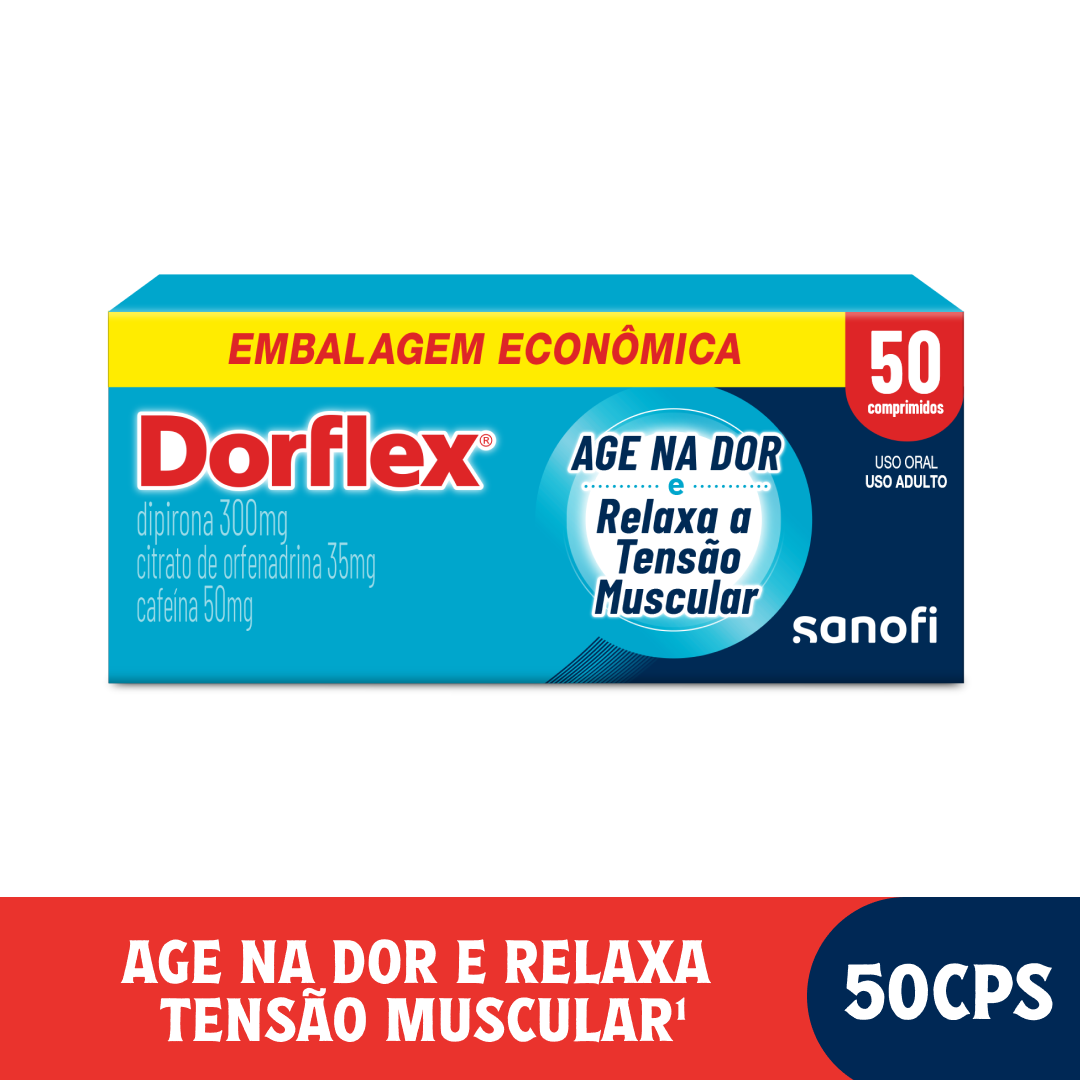 EMBALAGEM ECONÔMICA
50
comprimidos
Dorflex®
dipirona 300mg
citrato de orfenadrina 35mg
cafeína 50mg
AGE NA DOR
e
Relaxa a
Tensão
Muscular
USO ORAL
USO ADULTO
sanofi
AGE NA DOR E RELAXA
TENSÃO MUSCULAR¹
50CPS